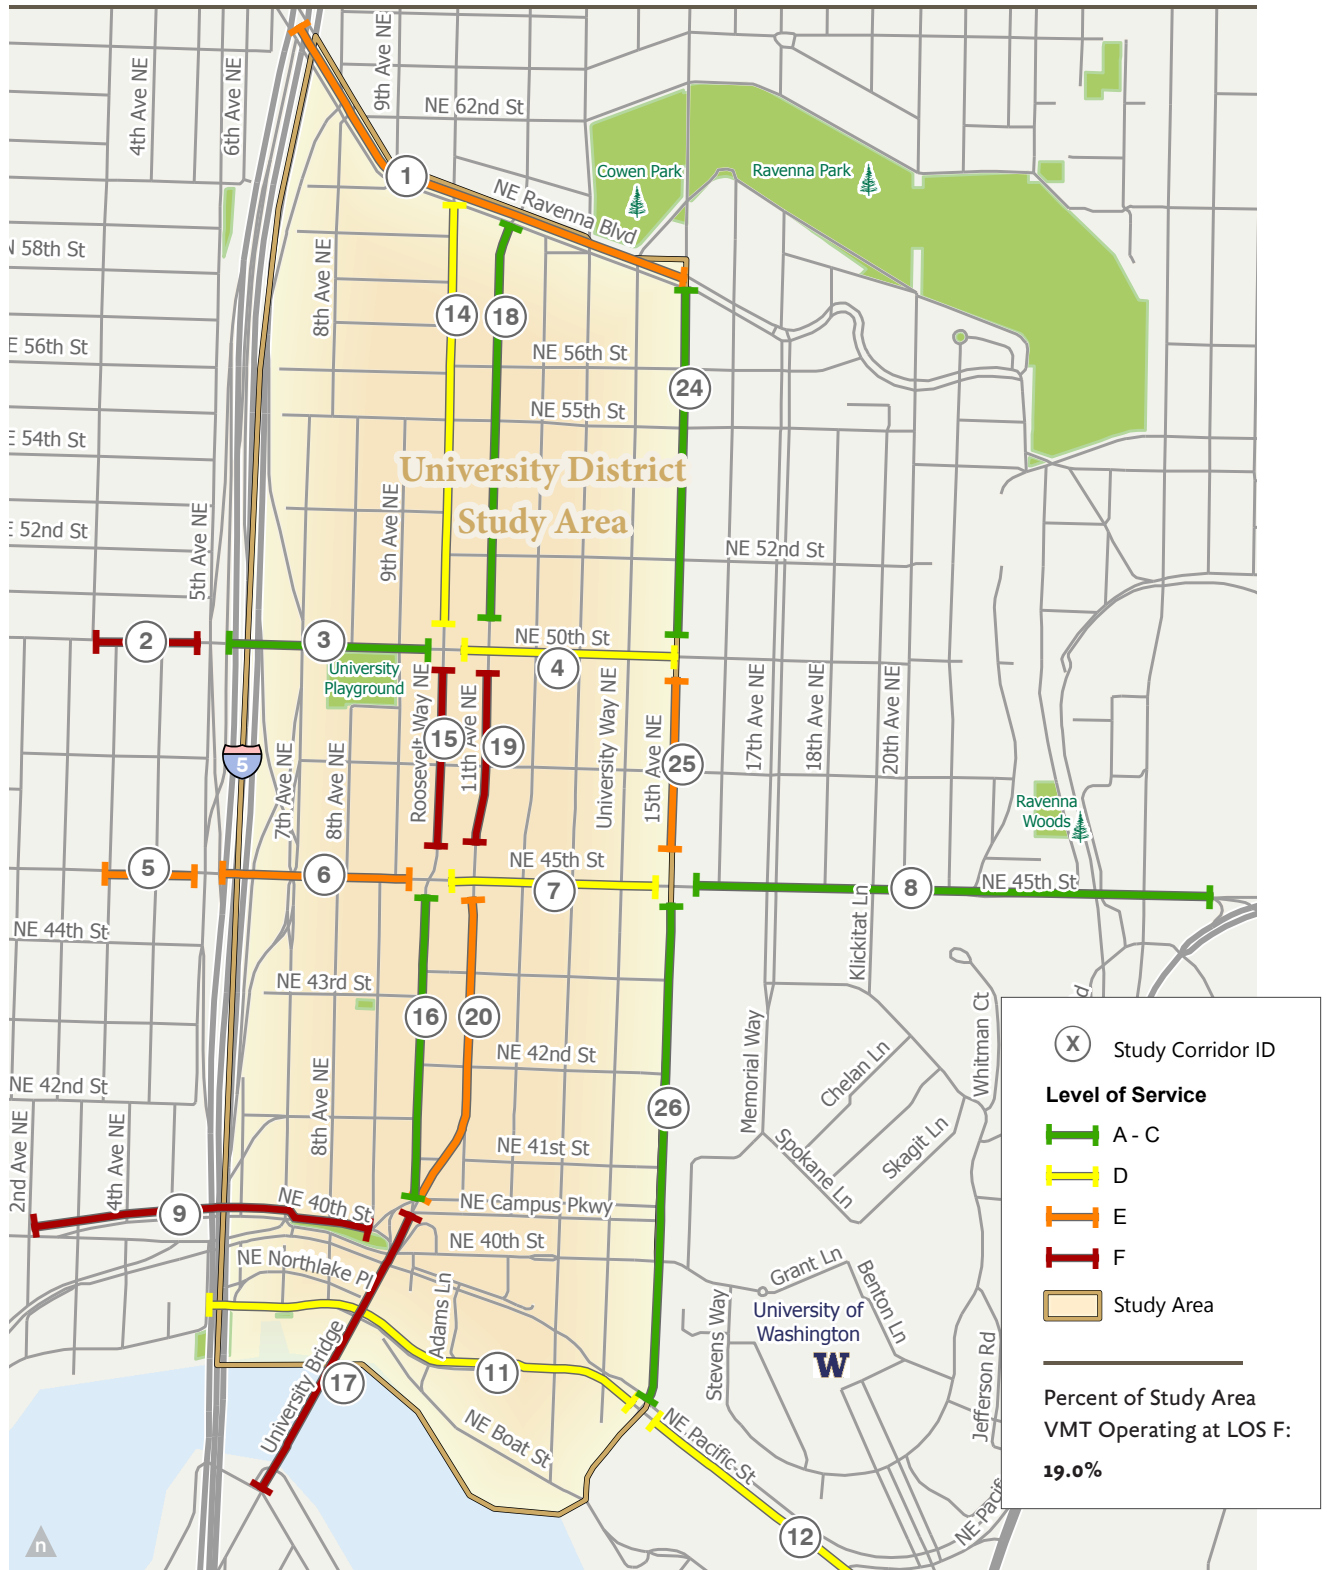 4th Ave NE
6th Ave NE
9th Ave NE
NE 62nd St
1
Cowen Park
Ravenna Park
NE Ravenna Blvd
N 58th St
8th Ave NE
14
18
E 56th St
NE 56th St
24
NE 55th St
E 54th St
University District
Study Area
9th Ave NE
E 52nd St
5th Ave NE
NE 52nd St
2
3
NE 50th St
4
University
Playground
Roosevelt Way NE
11th Ave NE
University Way NE
15th Ave NE
17th Ave NE
18th Ave NE
20th Ave NE
15
19
25
5
7th Ave NE
8th Ave NE
Ravenna
Woods
5
6
NE 45th St
7
8
NE 45th St
Klickitat Ln
NE 44th St
NE 43rd St
16
20
NE 42nd St
NE 42nd St
8th Ave NE
2nd Ave NE
4th Ave NE
26
Memorial Way
Chelan Ln
Whitman Ct
Spokane Ln
Skagit Ln
NE 41st St
9
NE 40th St
NE Campus Pkwy
NE 40th St
NE Northlake Pl
Adams Ln
Grant Ln
Benton Ln
Stevens Way
University of
Washington
W
Jefferson Rd
University Bridge
17
11
NE Boat St
NE Pacific St
12
NE Pacific
n
d
X
Study Corridor ID
Level of Service
A - C
D
E
F
Study Area
Percent of Study Area
VMT Operating at LOS F:
19.0%